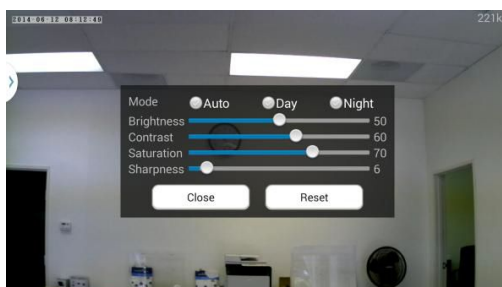 2014-06-12 08:12:49
221k
Mode Auto Day Night
Brightness 50
Contrast 60
Saturation 70
Sharpness 6
Close Reset